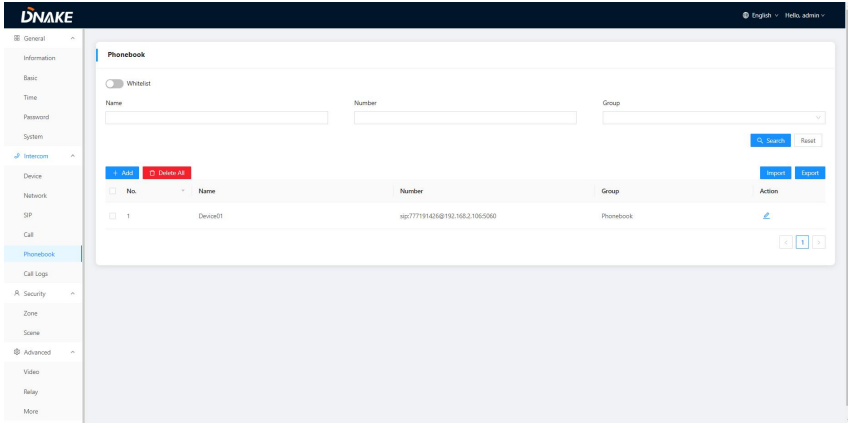 DNAKE
English
Hello, admin
General
Information
Basic
Time
Password
System
Intercom
Device
Network
SIP
Call
Phonebook
Call Logs
Security
Zone
Scene
Advanced
Video
Relay
More
Phonebook
Whitelist
Name Number Group
Search Reset
+ Add Delete All Import Export
No. Name Number Group Action
1 Device01 sip:777191426@192.168.2.106:5060 Phonebook
< 1 >